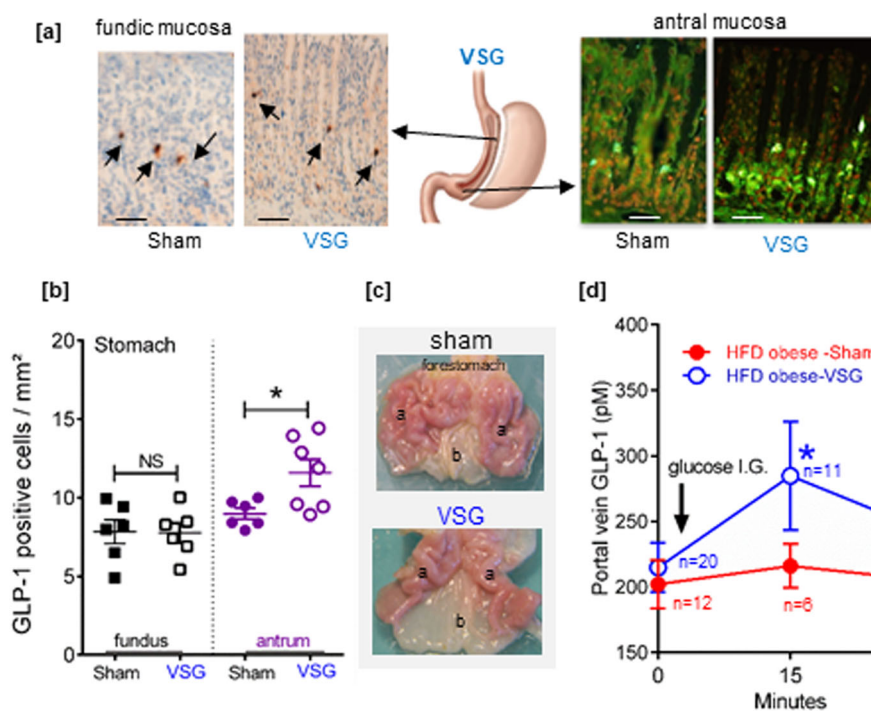 [a]
fundic mucosa
VSG
antral mucosa
Sham
VSG
Sham
VSG
[b]
GLP-1 positive cells / mm²
20
15
10
5
0
Stomach
NS
*
fundus
antrum
Sham
VSG
Sham
VSG
[c]
sham
forestomach
a
a
b
VSG
a
a
b
[d]
Portal vein GLP-1 (pM)
400
350
300
250
200
150
HFD obese -Sham
HFD obese-VSG
glucose I.G.
*
n=11
n=20
n=12
n=6
0
15
Minutes